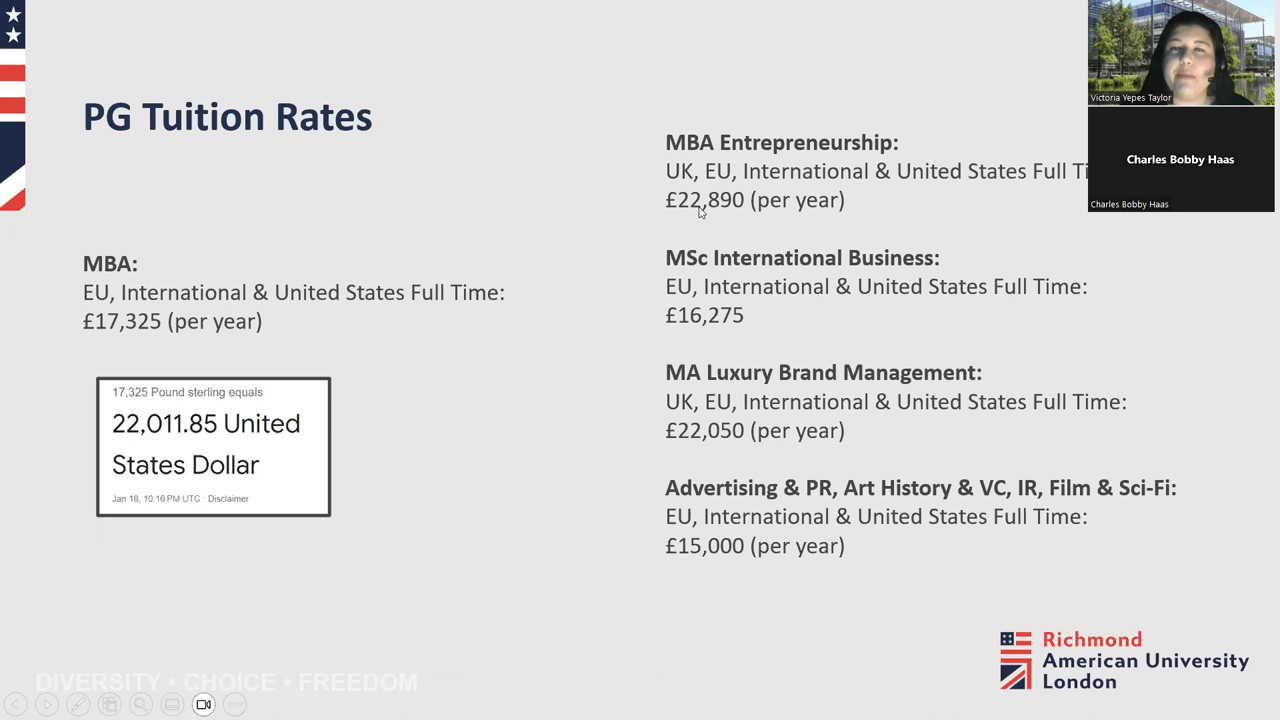 PG Tuition Rates
MBA:
EU, International & United States Full Time:
£17,325 (per year)
17,325 Pound sterling equals
22,011.85 United
States Dollar
Jan 18, 10:16 PM UTC · Disclaimer
MBA Entrepreneurship:
UK, EU, International & United States Full
£22,890 (per year)
MSc International Business:
EU, International & United States Full Time:
£16,275
MA Luxury Brand Management:
UK, EU, International & United States Full Time:
£22,050 (per year)
Advertising & PR, Art History & VC, IR, Film & Sci-Fi:
EU, International & United States Full Time:
£15,000 (per year)
Victoria Yepes Taylor
Charles Bobby Haas
Charles Bobby Haas
DIVERSITY • CHOICE • FREEDOM
Richmond
American University
London